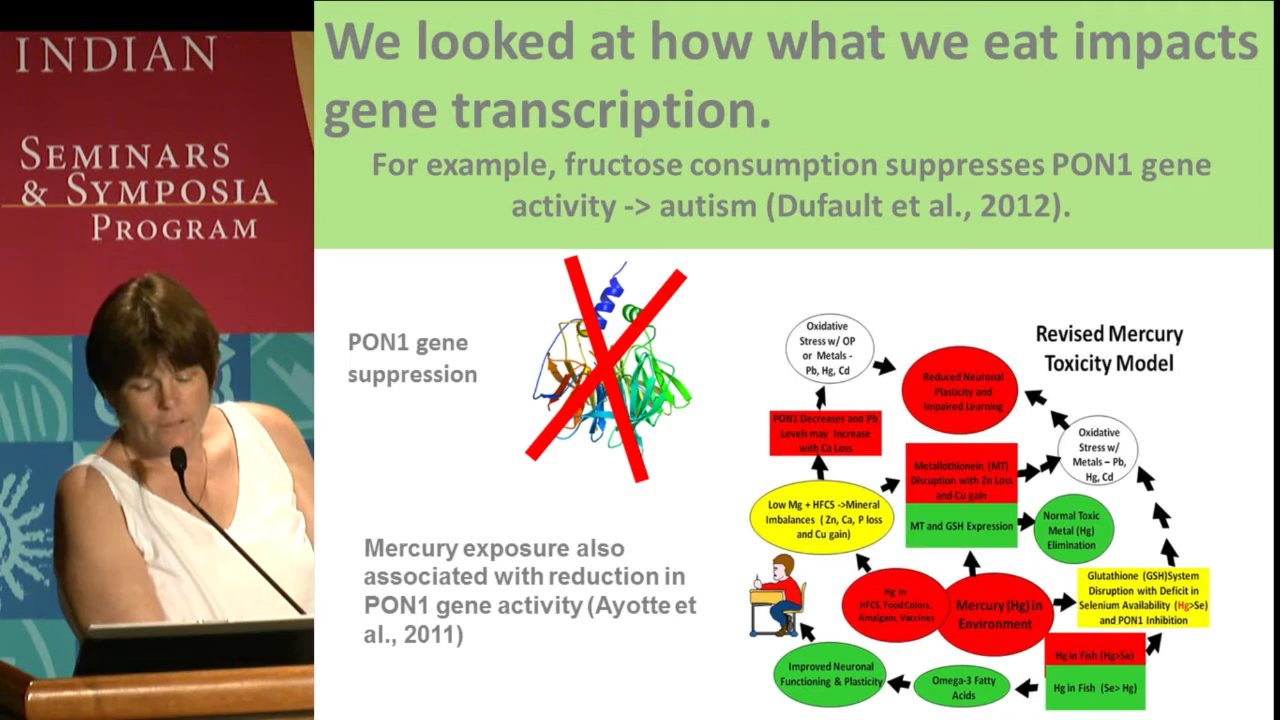 INDIAN
SEMINARS
& SYMPOSIA
PROGRAM
We looked at how what we eat impacts
gene transcription.
For example, fructose consumption suppresses PON1 gene
activity -> autism (Dufault et al., 2012).
PON1 gene
suppression
Mercury exposure also
associated with reduction in
PON1 gene activity (Ayotte et
al., 2011)
Revised Mercury
Toxicity Model
Oxidative
Stress w/ OP
or Metals -
Pb, Hg, Cd
Reduced Neuronal
Plasticity and
Impaired Learning
PON1 Decreases and Pb
Levels may Increase
with Ca Loss
Oxidative
Stress w/
Metals – Pb,
Hg, Cd
Metallothionein (MT)
Disruption with Zn Loss
and Cu gain
MT and GSH Expression
Low Mg + HFCS ->Mineral
Imbalances ( Zn, Ca, P loss
and Cu gain)
Normal Toxic
Metal (Hg)
Elimination
Hg in
HFCS, Food Colors,
Amalgam, Vaccines
Mercury (Hg) in
Environment
Glutathione (GSH)System
Disruption with Deficit in
Selenium Availability (Hg>Se)
and PON1 Inhibition
Hg in Fish (Hg>Se)
Hg in Fish (Se> Hg)
Omega-3 Fatty
Acids
Improved Neuronal
Functioning & Plasticity